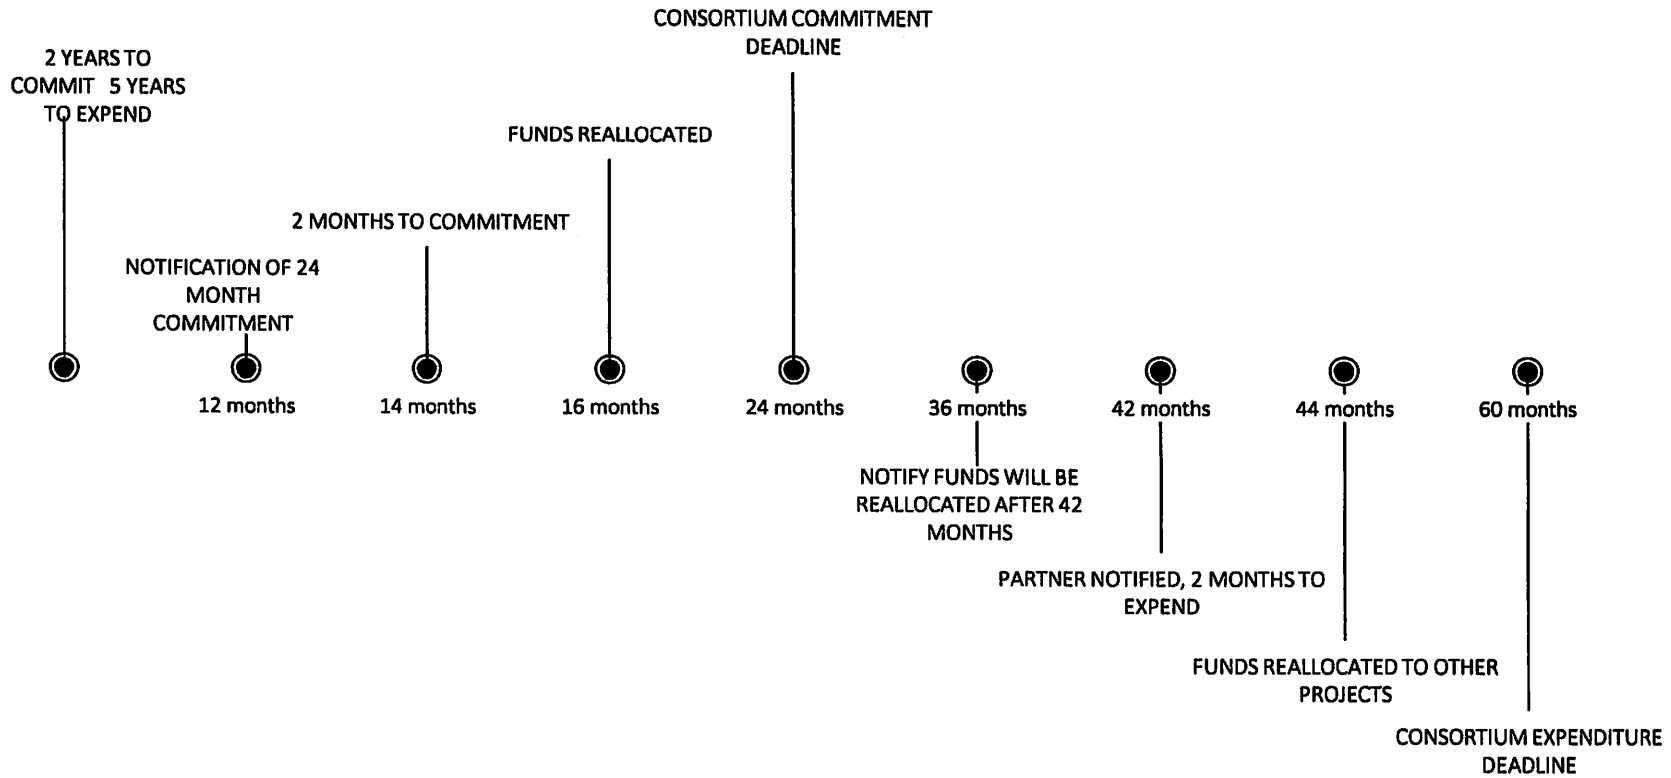 CONSORTIUM COMMITMENT
DEADLINE
2 YEARS TO
COMMIT 5 YEARS
TO EXPEND
FUNDS REALLOCATED
2 MONTHS TO COMMITMENT
NOTIFICATION OF 24
MONTH
COMMITMENT
12 months
14 months
16 months
24 months
36 months
42 months
44 months
60 months
NOTIFY FUNDS WILL BE
REALLOCATED AFTER 42
MONTHS
PARTNER NOTIFIED, 2 MONTHS TO
EXPEND
FUNDS REALLOCATED TO OTHER
PROJECTS
CONSORTIUM EXPENDITURE
DEADLINE